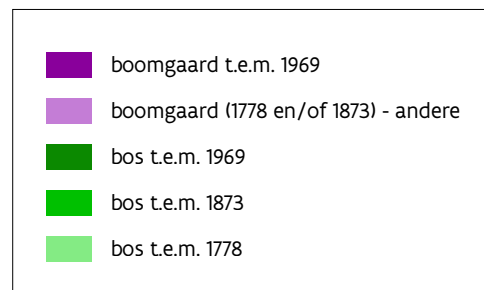 boomgaard t.e.m. 1969
boomgaard (1778 en/of 1873) - andere
bos t.e.m. 1969
bos t.e.m. 1873
bos t.e.m. 1778